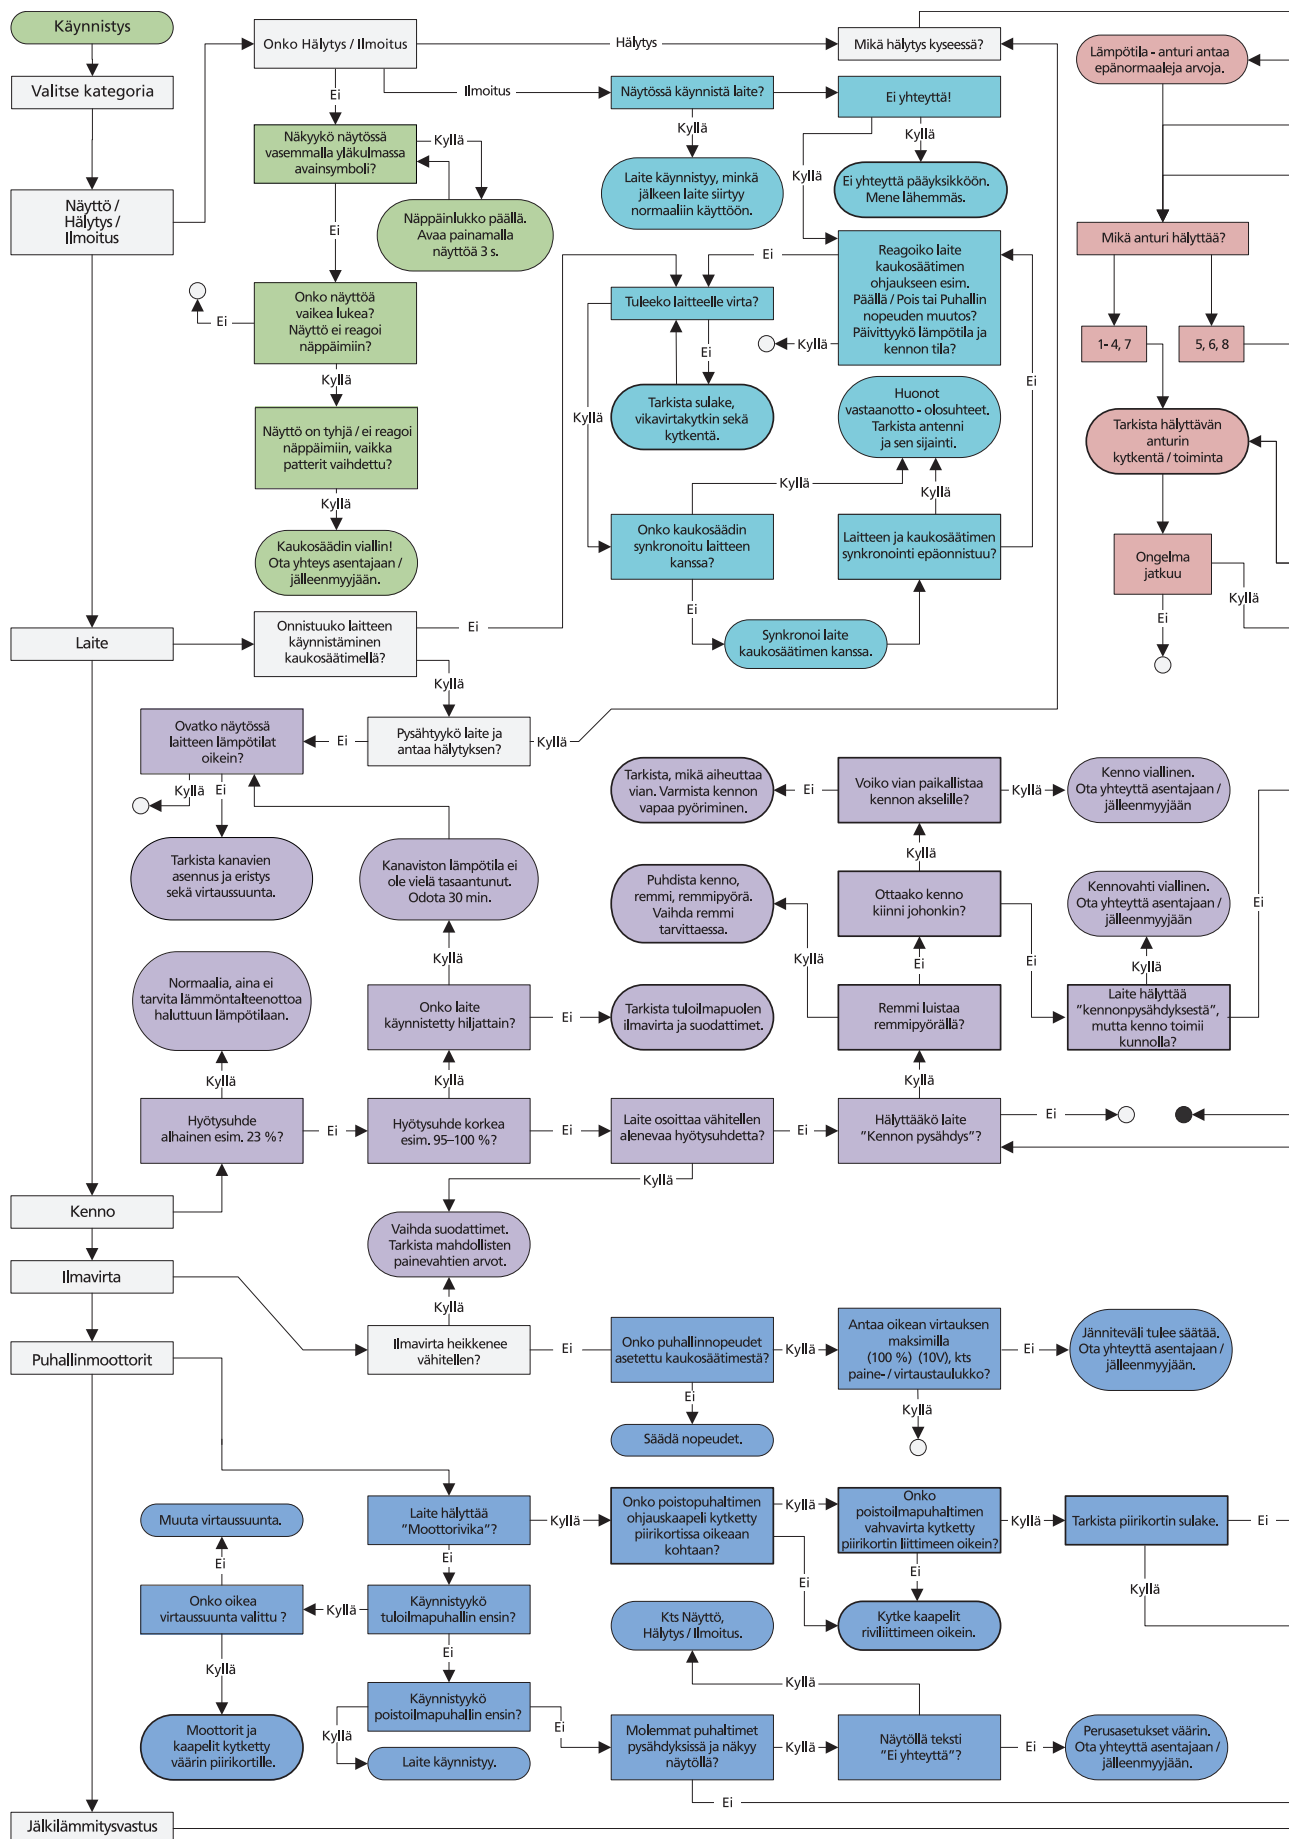 Käynnistys
Valitse kategoria
Näyttö /
Hälytys /
Ilmoitus
Onko Hälytys / Ilmoitus
Hälytys
Mikä hälytys kyseessä?
Ei
Ilmoitus
Näytössä käynnistä laite?
Ei yhteyttä!
Kyllä
Kyllä
Kyllä
Laite käynnistyy, minkä
jälkeen laite siirtyy
normaaliin käyttöön.
Ei yhteyttä pääyksikköön.
Mene lähemmäs.
Näkyykö näytössä
vasemmalla yläkulmassa
avainsymboli?
Kyllä
Näppäinlukko päällä.
Avaa painamalla
näyttöä 3 s.
Ei
Onko näyttöä
vaikea lukea?
Näyttö ei reagoi
näppäimiin?
Ei
Kyllä
Näyttö on tyhjä / ei reagoi
näppäimiin, vaikka
patterit vaihdettu?
Kyllä
Kaukosäädin viallin!
Ota yhteys asentajaan /
jälleenmyyjään.
Reagoiko laite
kaukosäätimen
ohjaukseen esim.
Päällä / Pois tai Puhallin
nopeuden muutos?
Päivittyykö lämpötila ja
kennon tila?
Ei
Kyllä
Tuleeko laitteelle virta?
Ei
Kyllä
Tarkista sulake,
vikavirtakytkin sekä
kytkentä.
Huonot
vastaanotto - olosuhteet.
Tarkista antenni
ja sen sijainti.
Ei
Kyllä
Kyllä
Onko kaukosäädin
synkronoitu laitteen
kanssa?
Laitteen ja kaukosäätimen
synkronointi epäonnistuu?
Ei
Synkronoi laite
kaukosäätimen kanssa.
Lämpötila - anturi antaa
epänormaaleja arvoja.
Mikä anturi hälyttää?
1- 4, 7
5, 6, 8
Tarkista hälyttävän
anturin
kytkentä / toiminta
Ongelma
jatkuu
Kyllä
Ei
Laite
Onnistuuko laitteen
käynnistäminen
kaukosäätimellä?
Ei
Kyllä
Pysähtyykö laite ja
antaa hälytyksen?
Kyllä
Ei
Ovatko näytössä
laitteen lämpötilat
oikein?
Kyllä
Ei
Tarkista kanavien
asennus ja eristys
sekä virtaussuunta.
Kanaviston lämpötila ei
ole vielä tasaantunut.
Odota 30 min.
Kyllä
Tarkista, mikä aiheuttaa
vian. Varmista kennon
vapaa pyöriminen.
Ei
Voiko vian paikallistaa
kennon akselille?
Kyllä
Kenno viallinen.
Ota yhteyttä asentajaan /
jälleenmyyjään
Kyllä
Puhdista kenno,
remmi, remmipyörä.
Vaihda remmi
tarvittaessa.
Ottaako kenno
kiinni johonkin?
Kennovahti viallinen.
Ota yhteyttä asentajaan /
jälleenmyyjään
Ei
Kyllä
Ei
Ei
Kyllä
Normaalia, aina ei
tarvita lämmöntalteenottoa
haluttuun lämpötilaan.
Onko laite
käynnistetty hiljattain?
Ei
Tarkista tuloilmapuolen
ilmavirta ja suodattimet.
Remmi luistaa
remmipyörällä?
Laite hälyttää
”kennonpysähdyksestä”,
mutta kenno toimii
kunnolla?
Kyllä
Kyllä
Kyllä
Hyötysuhde
alhainen esim. 23 %?
Ei
Hyötysuhde korkea
esim. 95–100 %?
Ei
Laite osoittaa vähitellen
alenevaa hyötysuhdetta?
Ei
Hälyttääkö laite
”Kennon pysähdys”?
Ei
Kyllä
Kenno
Vaihda suodattimet.
Tarkista mahdollisten
painevahtien arvot.
Ilmavirta
Kyllä
Ilmavirta heikkenee
vähitellen?
Ei
Onko puhallinnopeudet
asetettu kaukosäätimestä?
Kyllä
Antaa oikean virtauksen
maksimilla
(100 %) (10V), kts
paine- / virtaustaulukko?
Ei
Jänniteväli tulee säätää.
Ota yhteyttä asentajaan /
jälleenmyyjään.
Ei
Kyllä
Säädä nopeudet.
Puhallinmoottorit
Muuta virtaussuunta.
Laite hälyttää
”Moottorivika”?
Kyllä
Onko poistopuhaltimen
ohjauskaapeli kytketty
piirikortissa oikeaan
kohtaan?
Kyllä
Onko
poistoilmapuhaltimen
vahvavirta kytketty
piirikortin liittimeen oikein?
Kyllä
Tarkista piirikortin sulake.
Ei
Ei
Ei
Ei
Ei
Kyllä
Onko oikea
virtaussuunta valittu ?
Kyllä
Käynnistyykö
tuloilmapuhallin ensin?
Kts Näyttö,
Hälytys / Ilmoitus.
Kytke kaapelit
riviliittimeen oikein.
Kyllä
Ei
Kyllä
Käynnistyykö
poistoilmapuhallin ensin?
Kyllä
Ei
Moottorit ja
kaapelit kytketty
väärin piirikortille.
Laite käynnistyy.
Molemmat puhaltimet
pysähdyksissä ja näkyy
näytöllä?
Kyllä
Näytöllä teksti
”Ei yhteyttä”?
Ei
Perusasetukset väärin.
Ota yhteyttä asentajaan /
jälleenmyyjään.
Ei
Jälkilämmitysvastus